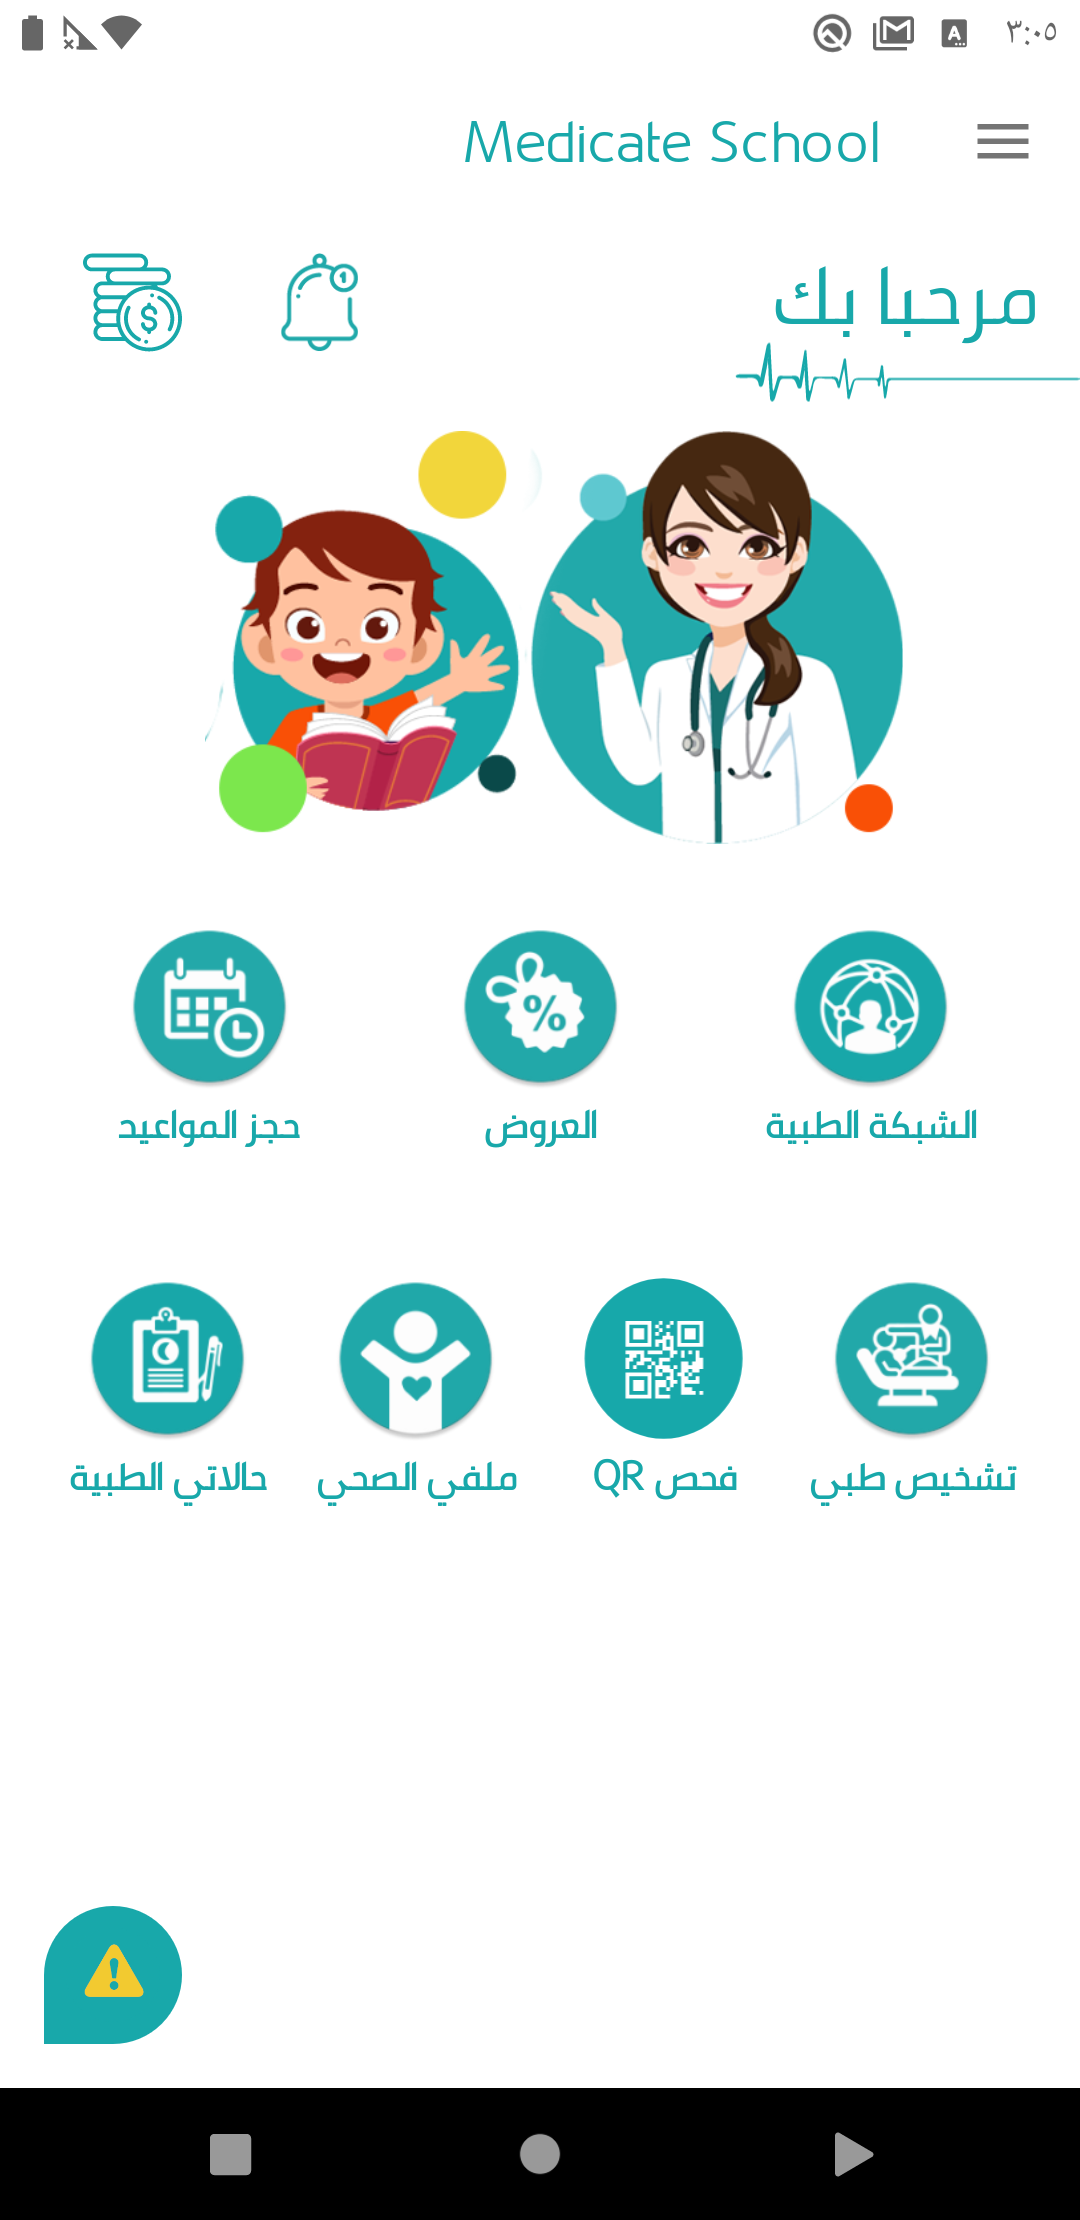 ٣:٠٥
Medicate School
مرحبا بك
الشبكة الطبية
العروض
حجز المواعيد
تشخيص طبي
فحص QR
ملفي الصحي
حالاتي الطبية